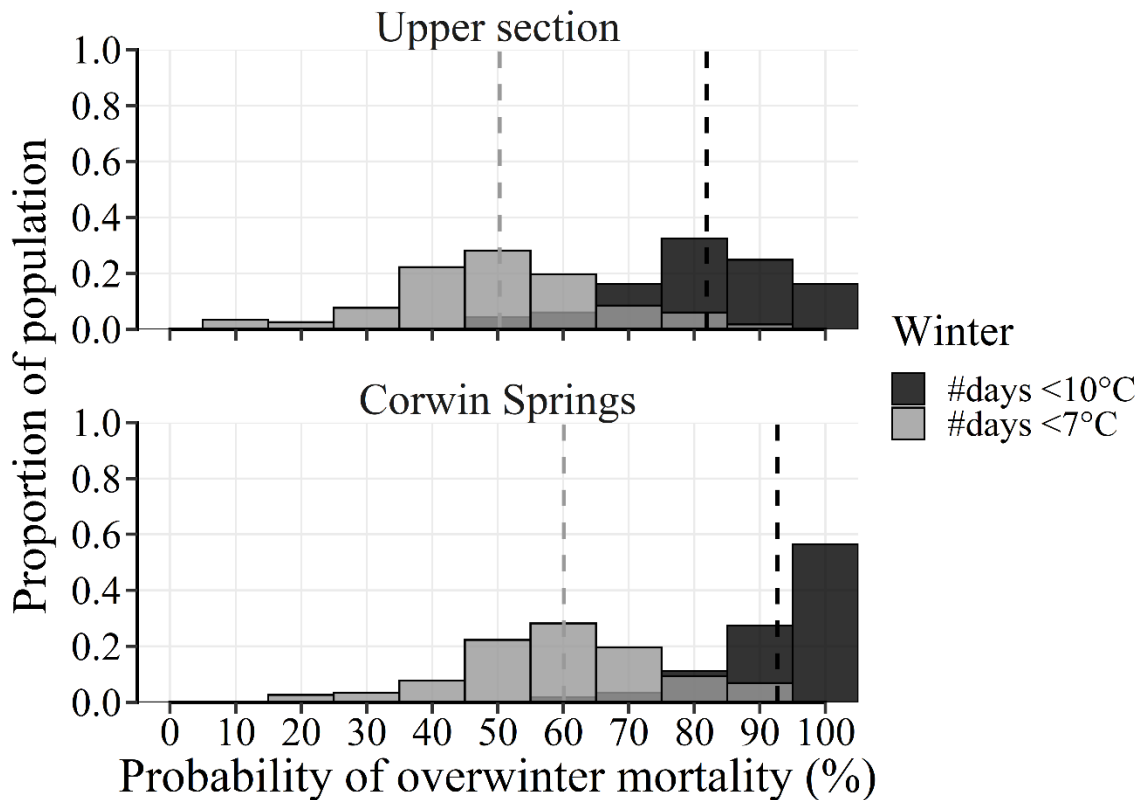 Upper section
1.0
0.8
0.6
0.4
0.2
0.0
Corwin Springs
1.0
0.8
0.6
0.4
0.2
0.0
0 10 20 30 40 50 60 70 80 90 100
Probability of overwinter mortality (%)
Proportion of population
Winter
#days <10°C
#days <7°C